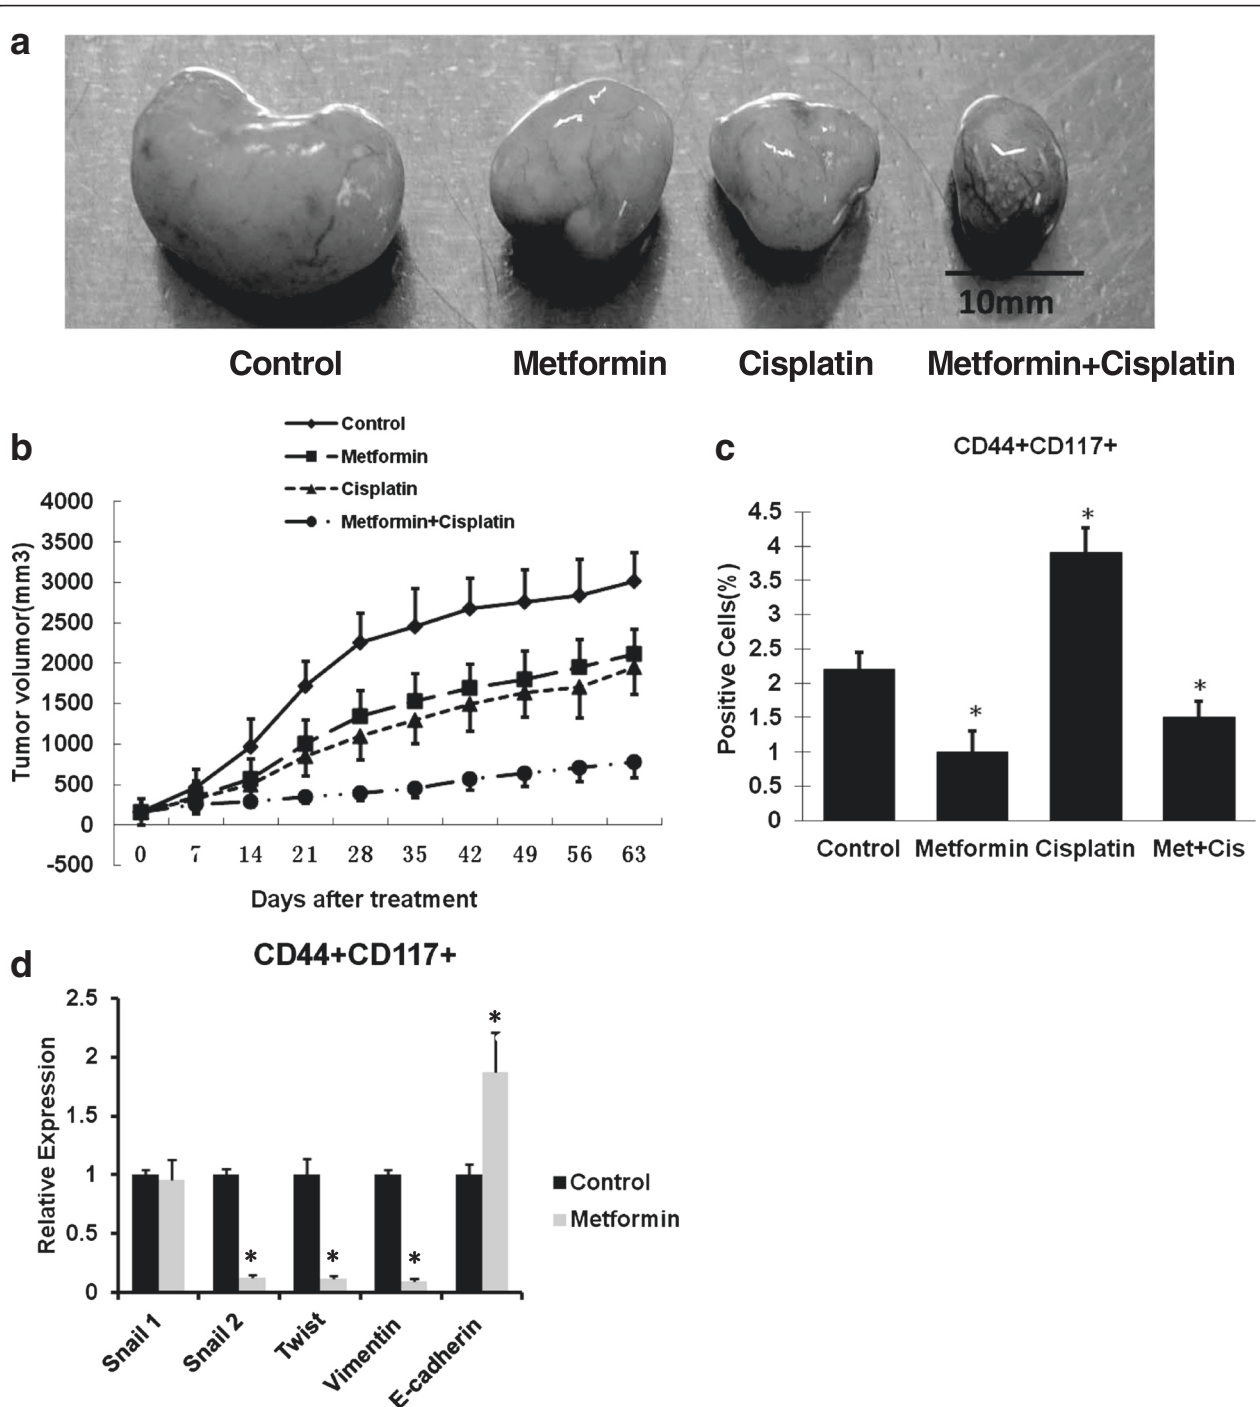 a
10mm
Control Metformin Cisplatin Metformin+Cisplatin
b
Control
Metformin
Cisplatin
Metformin+Cisplatin
4000
3500
3000
2500
2000
1500
1000
500
0
-500
Tumor volumor(mm3)
0 7 14 21 28 35 42 49 56 63
Days after treatment
c
CD44+CD117+
4.5
4
3.5
3
2.5
2
1.5
1
0.5
0
Positive Cells(%)
* * *
Control Metformin Cisplatin Met+Cis
d
CD44+CD117+
2.5
2
1.5
1
0.5
0
Relative Expression
* * * *
Control
Metformin
Snail 1 Snail 2 Twist Vimentin E-cadherin